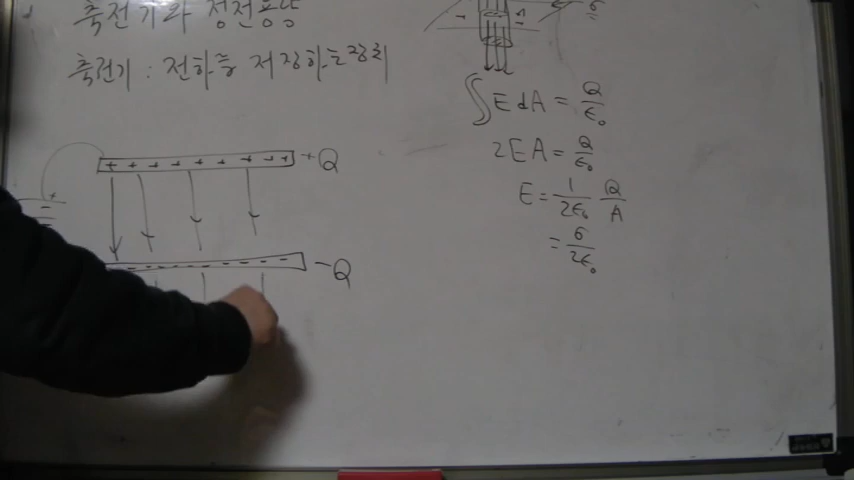 축전기와 정전용량
축전기 : 전하를 저장하는 장치
+ + + + + + + + + +Q
- - - - - - - - - -Q
∫∫ E dA = Q/ε₀
2EA = Q/ε₀
E = 1/2ε₀ Q/A
= σ/2ε₀